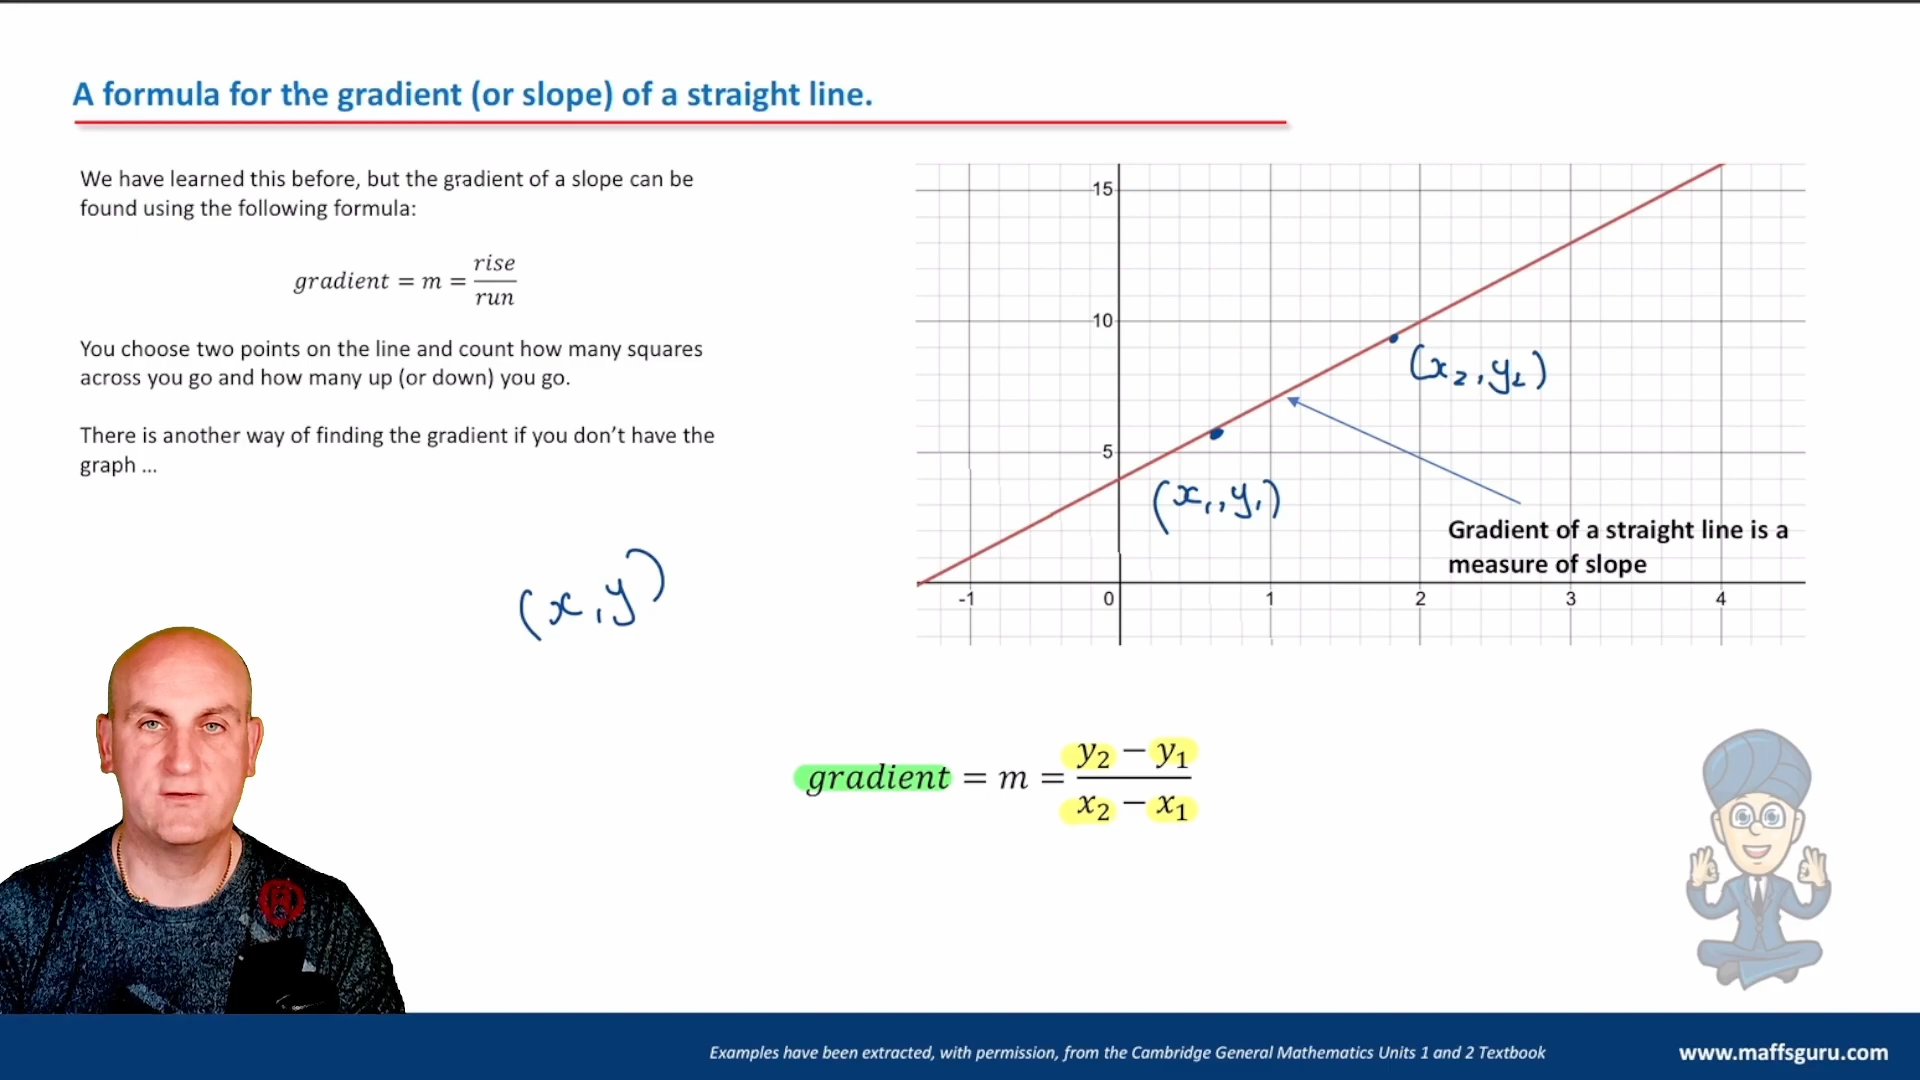 A formula for the gradient (or slope) of a straight line.
We have learned this before, but the gradient of a slope can be
found using the following formula:
gradient = m = rise/run
You choose two points on the line and count how many squares
across you go and how many up (or down) you go.
There is another way of finding the gradient if you don't have the
graph ...
(x, y)
15
10
5
-1 0 1 2 3 4
(x₂, y₂)
(x₁, y₁)
Gradient of a straight line is a
measure of slope
gradient = m = y₂ − y₁ / x₂ − x₁
Examples have been extracted, with permission, from the Cambridge General Mathematics Units 1 and 2 Textbook
www.maffsguru.com